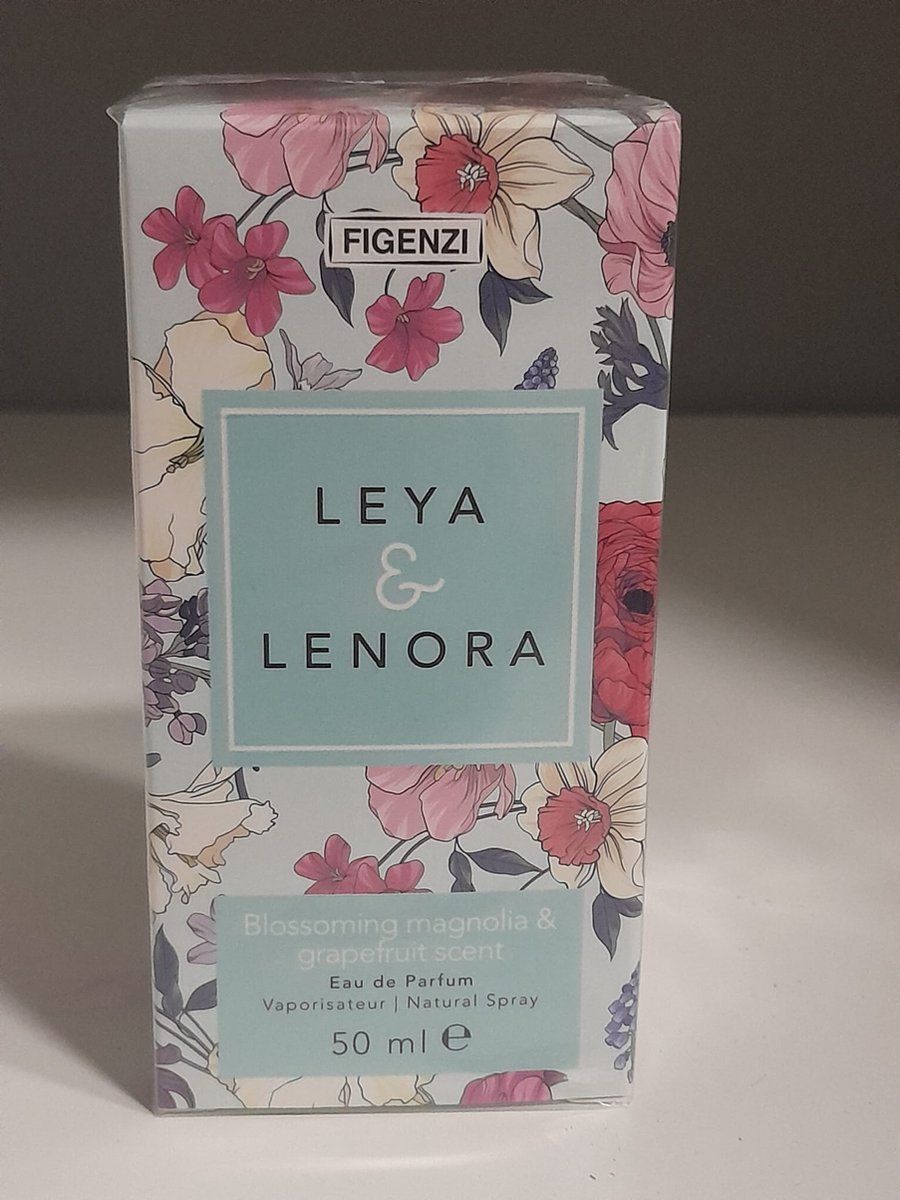 FIGENZI
LEYA
&
LENORA
Blossoming magnolia &
grapefruit scent
Eau de Parfum
Vaporisateur | Natural Spray
50 ml ℮